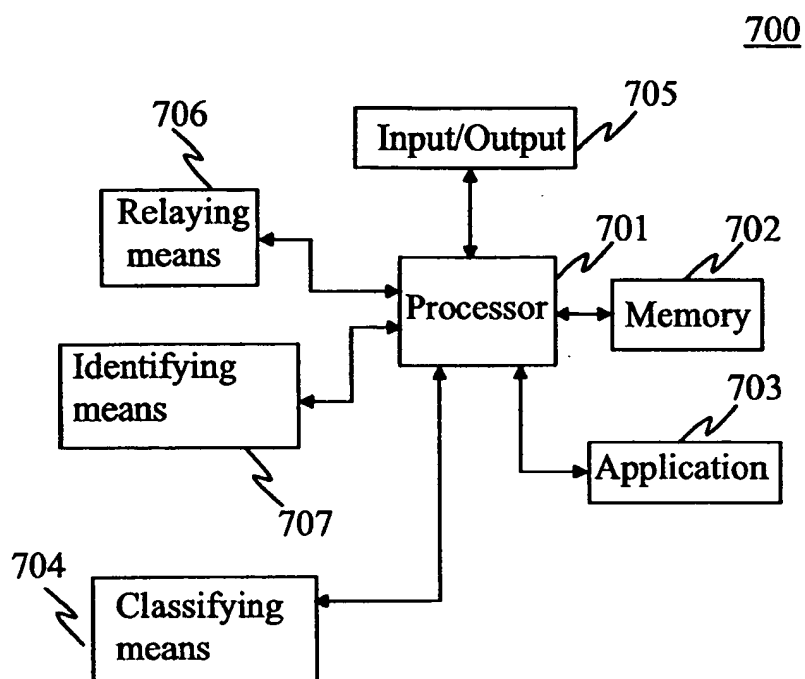 700
706
705
Input/Output
Relaying
means
701
702
Processor
Memory
Identifying
means
703
Application
707
704
Classifying
means